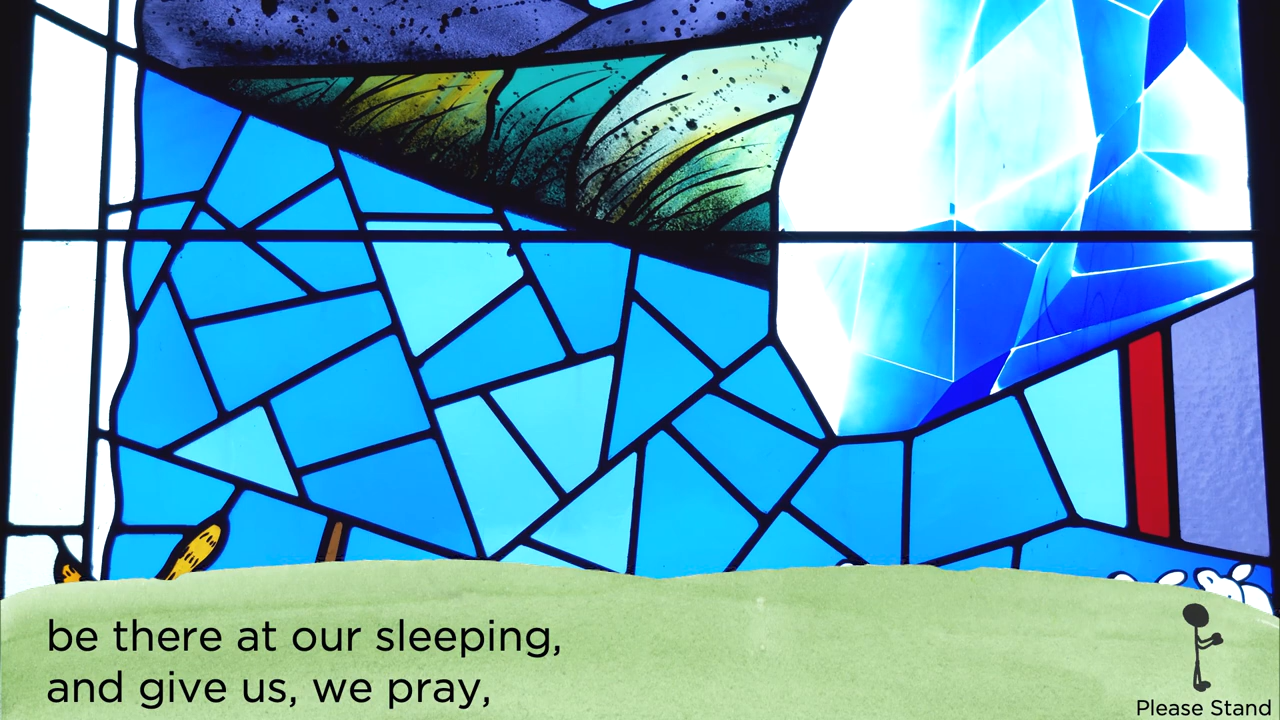 be there at our sleeping,
and give us, we pray,
Please Stand